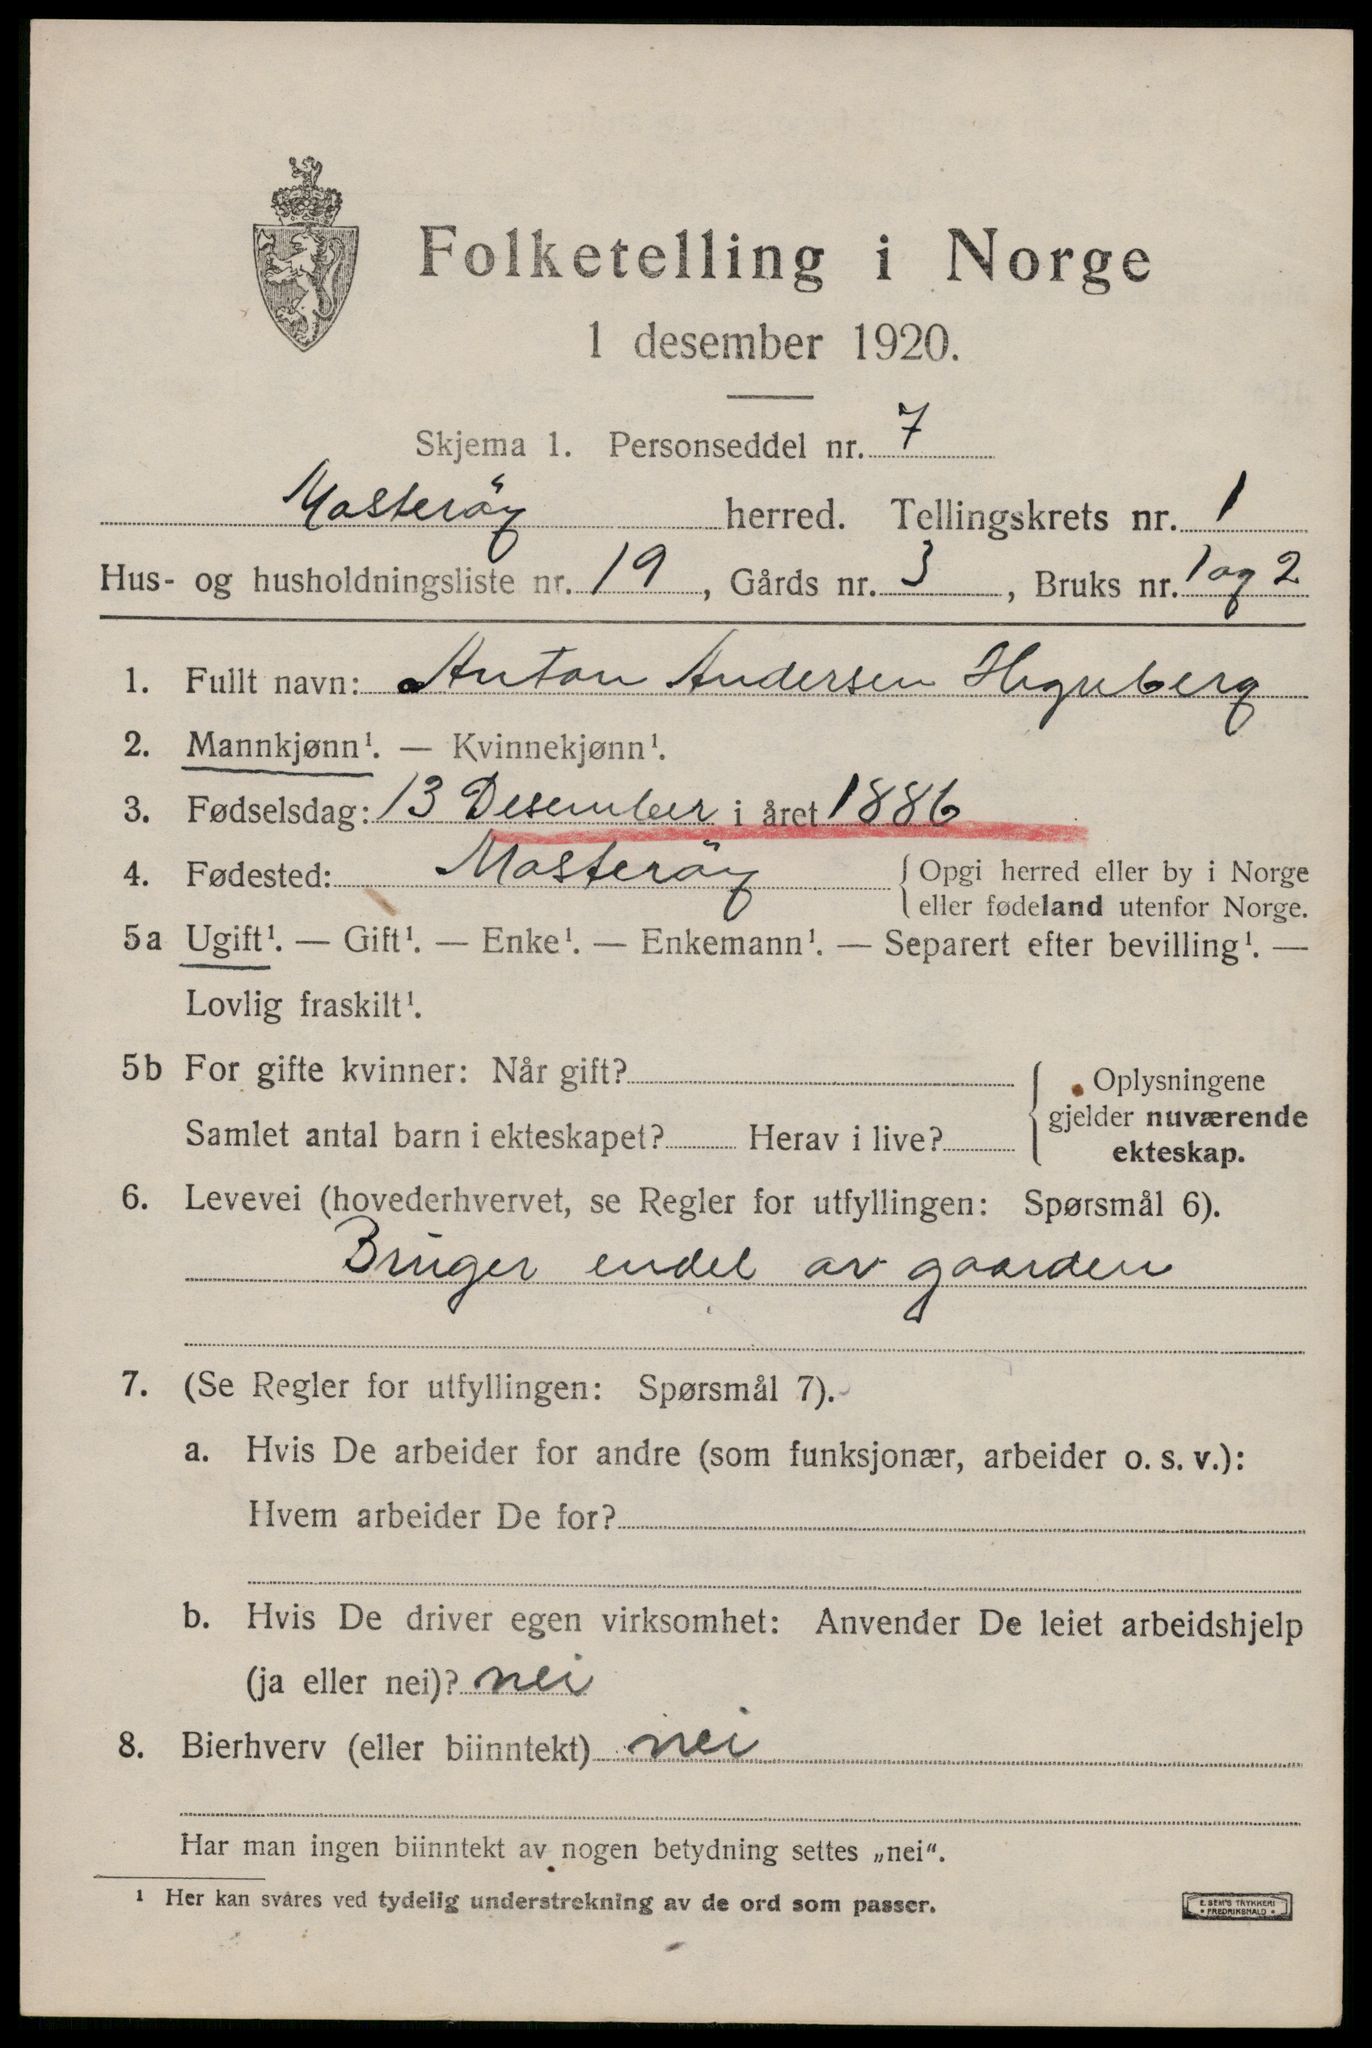 Folketelling i Norge
1 desember 1920.
Skjema 1. Personseddel nr. 7
Mosterøy herred. Tellingskrets nr. 1
Hus- og husholdningsliste nr. 19, Gårds nr. 3, Bruks nr. 1 og 2
1. Fullt navn: Anton Andersen
2. Mannkjønn¹. — Kvinnekjønn¹.
3. Fødselsdag: 13 Desember i året 1886
4. Fødested: Mosterøy { Opgi herred eller by i Norge
eller fødeland utenfor Norge.
5a Ugift¹. — Gift¹. — Enke¹. — Enkemann¹. — Separert efter bevilling¹. —
Lovlig fraskilt¹.
5b For gifte kvinner: Når gift?
Samlet antal barn i ekteskapet? Herav i live?
{ Oplysningene
gjelder nuværende
ekteskap.
6. Levevei (hovederhvervet, se Regler for utfyllingen: Spørsmål 6).
Bruger endel av gaarden
7. (Se Regler for utfyllingen: Spørsmål 7).
a. Hvis De arbeider for andre (som funksjonær, arbeider o. s. v.):
Hvem arbeider De for?
b. Hvis De driver egen virksomhet: Anvender De leiet arbeidshjelp
(ja eller nei)? nei
8. Bierhverv (eller biinntekt) nei
Har man ingen biinntekt av nogen betydning settes „nei“.
¹ Her kan svares ved tydelig understrekning av de ord som passer.
E. SEM'S TRYKKERI
• FREDRIKSHALD •